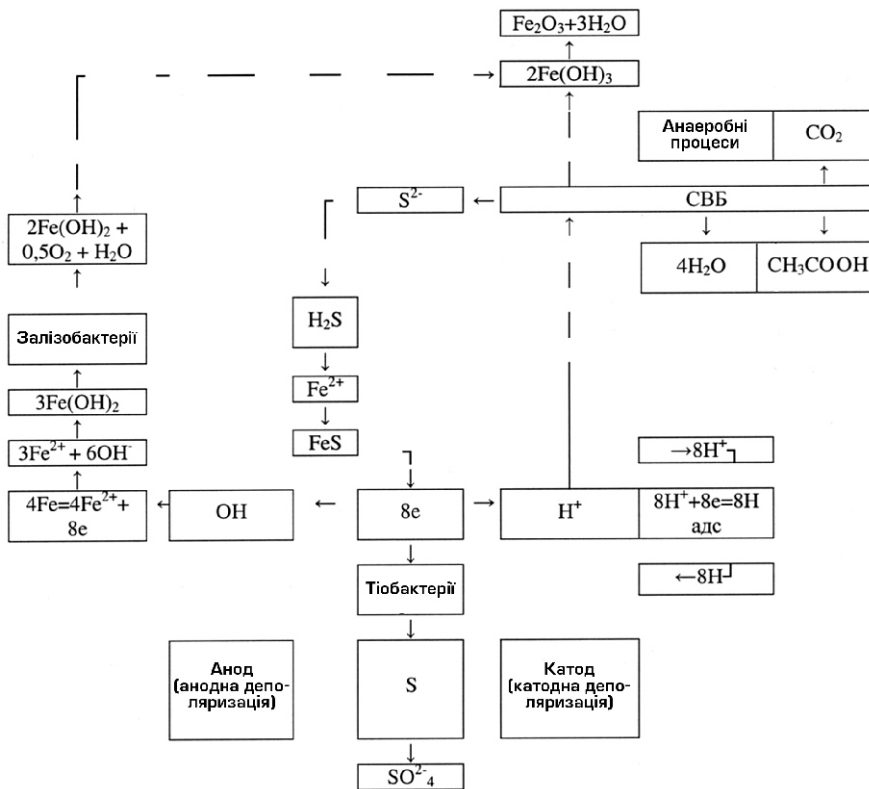 Fe₂O₃+3H₂O
2Fe(OH)₃
Анаеробні
процеси
CO₂
S²⁻
СВБ
2Fe(OH)₂ +
0,5O₂ + H₂O
4H₂O
CH₃COOH
H₂S
Залізобактерії
Fe²⁺
3Fe(OH)₂
FeS
3Fe²⁺ + 6OH⁻
→8H⁺
4Fe=4Fe²⁺+
8e
OH
8e
H⁺
8H⁺+8e=8H
адс
Тіобактерії
←8H
Анод
(анодна депо-
ляризація)
S
Катод
(катодна депо-
ляризація)
SO²⁻₄